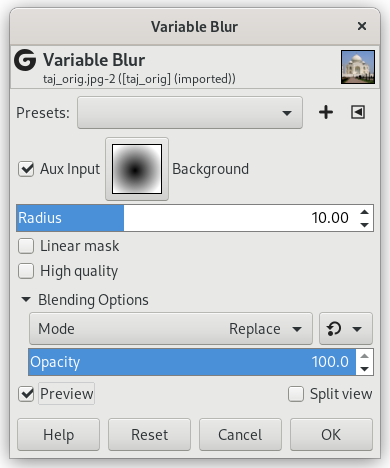 Variable Blur
Variable Blur
taj_orig.jpg-2 ([taj_orig] (imported))
Presets:
Aux Input Background
Radius 10.00
Linear mask
High quality
Blending Options
Mode Replace
Opacity 100.0
Preview Split view
Help Reset Cancel OK